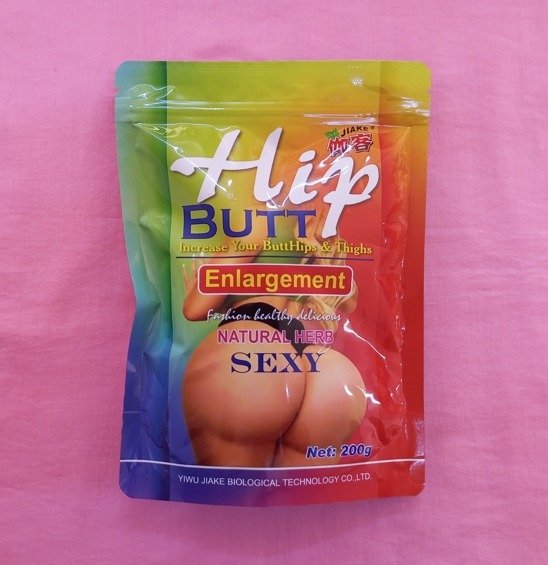 JIAKE®
伽客
Hip
BUTT
Increase Your ButtHips & Thighs
Enlargement
Fashion healthy delicious
NATURAL HERB
SEXY
Net: 200g
YIWU JIAKE BIOLOGICAL TECHNOLOGY CO.,LTD.